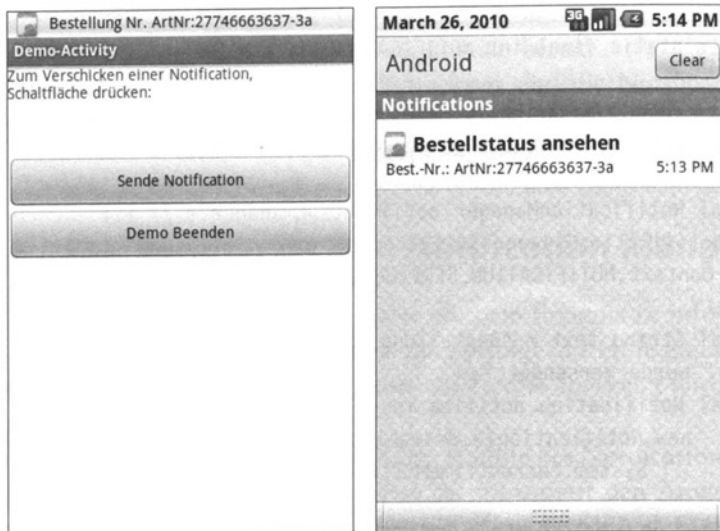 Bestellung Nr. ArtNr:27746663637-3a
Demo-Activity
Zum Verschicken einer Notification,
Schaltfläche drücken:
Sende Notification
Demo Beenden
March 26, 2010 3G 5:14 PM
Android Clear
Notifications
Bestellstatus ansehen
Best.-Nr.: ArtNr:27746663637-3a 5:13 PM